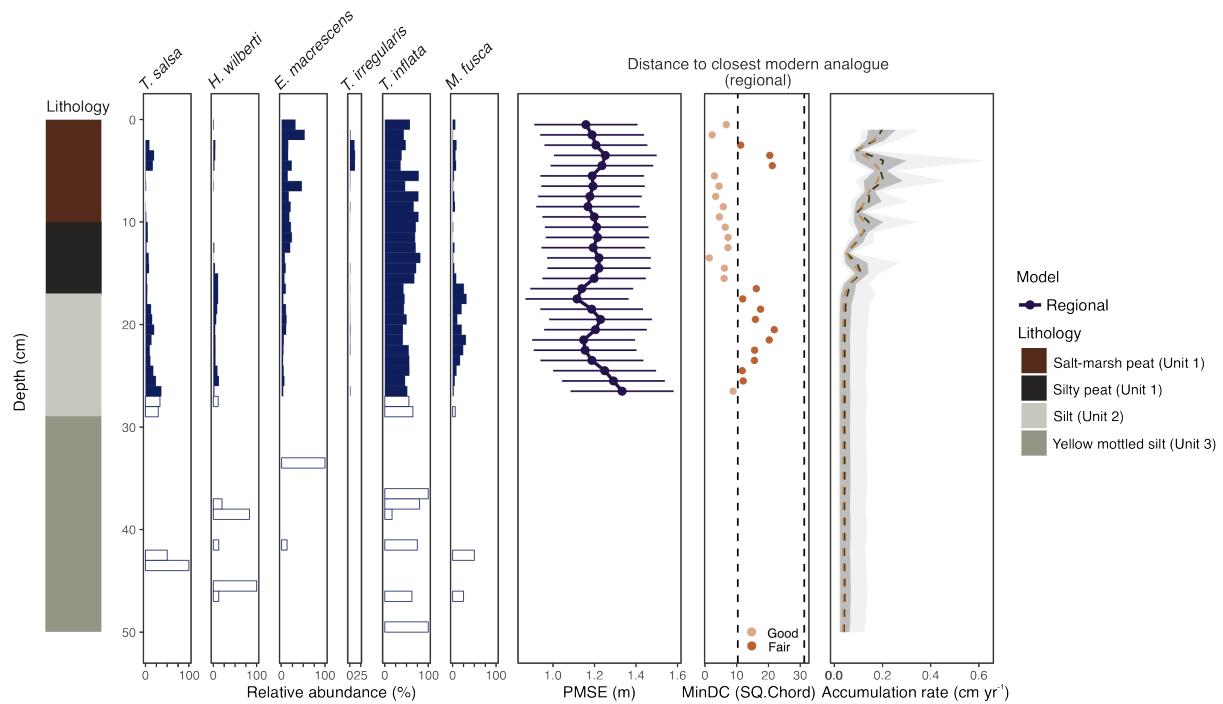 T. salsa
H. wilberti
E. macrescens
T. irregularis
T. inflata
M. fusca
Distance to closest modern analogue
(regional)
Lithology
0
10
20
30
40
50
Depth (cm)
Model
Regional
Lithology
Salt-marsh peat (Unit 1)
Silty peat (Unit 1)
Silt (Unit 2)
Yellow mottled silt (Unit 3)
Good
Fair
0 100
0 100
0 100
0 25
0 100
0 100
1.0 1.2 1.4 1.6
0 10 20 30
0.0 0.2 0.4 0.6
Relative abundance (%)
PMSE (m)
MinDC (SQ.Chord)
Accumulation rate (cm yr⁻¹)